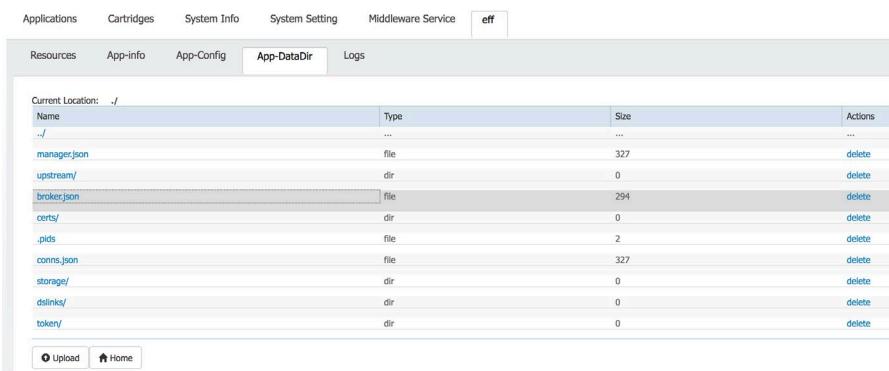 Applications Cartridges System Info System Setting Middleware Service eff
Resources App-info App-Config App-DataDir Logs
Current Location: ./
Name Type Size Actions
../ ... ... ...
manager.json file 327 delete
upstream/ dir 0 delete
broker.json file 294 delete
certs/ dir 0 delete
.pids file 2 delete
conns.json file 327 delete
storage/ dir 0 delete
dslinks/ dir 0 delete
token/ dir 0 delete
Upload Home